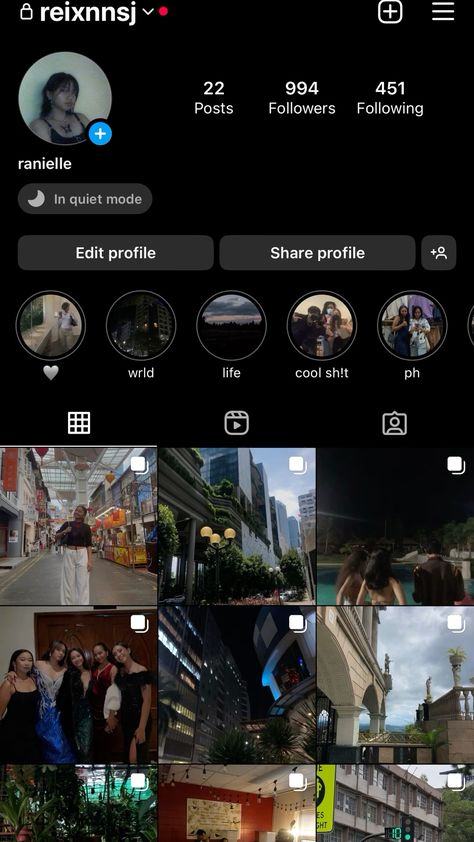 reixnnsj
22 994 451
Posts Followers Following
ranielle
In quiet mode
Edit profile Share profile
wrld life cool sh!t ph
10